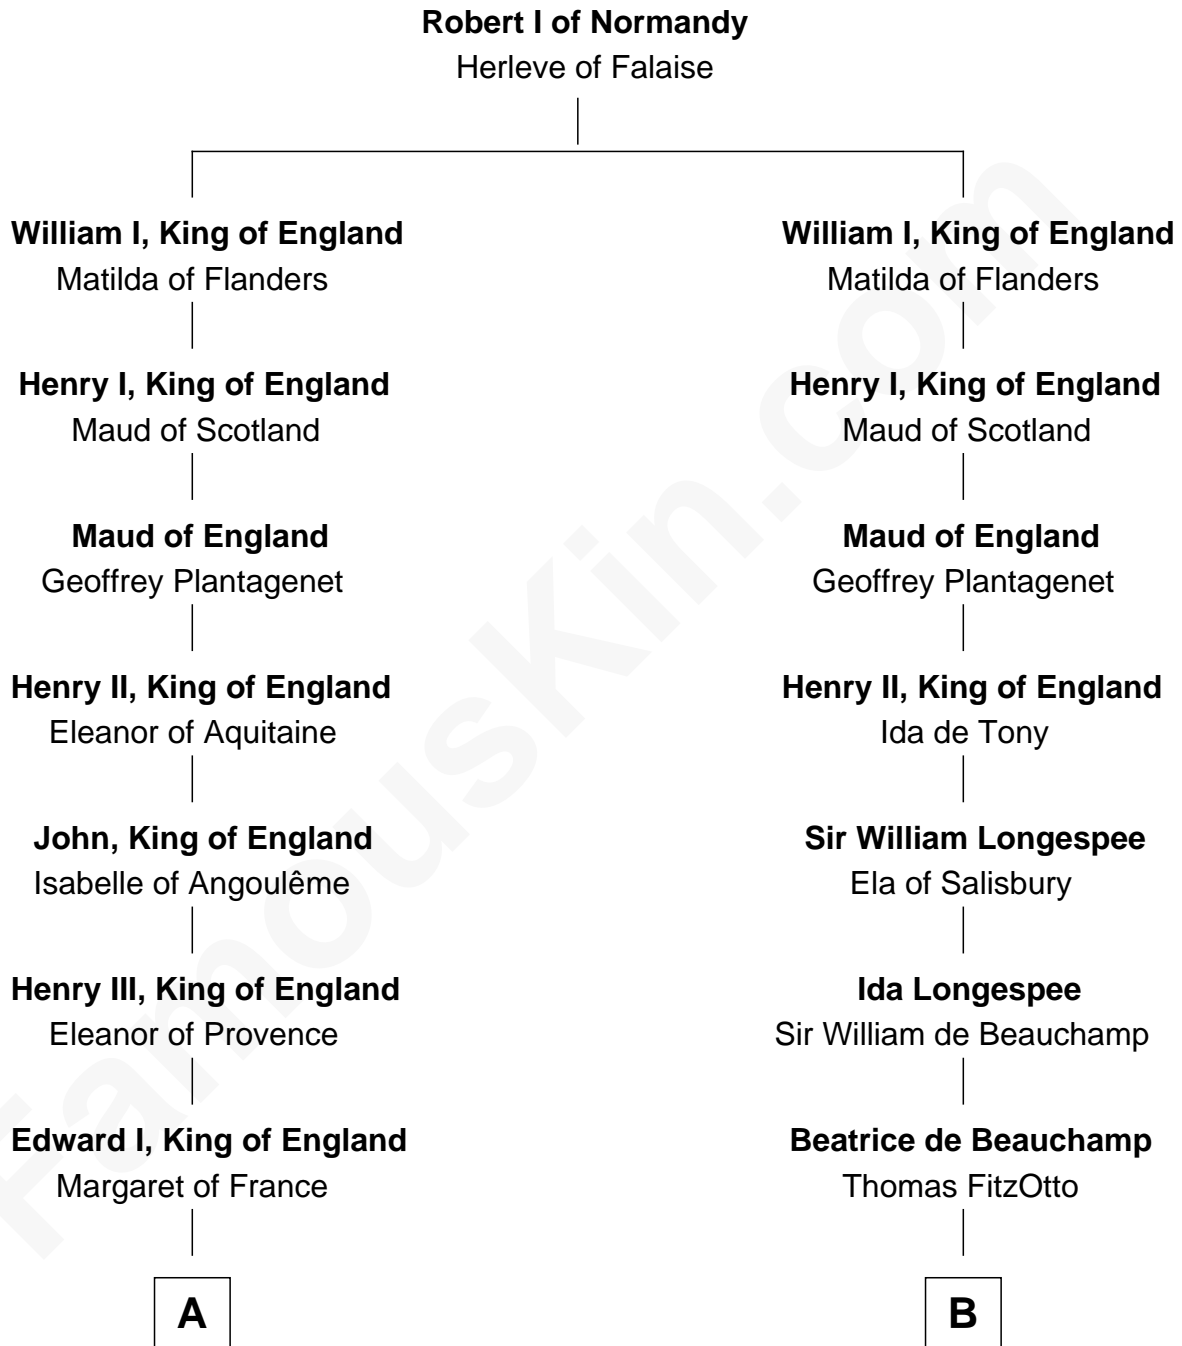 Robert I of Normandy
Herleve of Falaise
William I, King of England
Matilda of Flanders
William I, King of England
Matilda of Flanders
Henry I, King of England
Maud of Scotland
Henry I, King of England
Maud of Scotland
Maud of England
Geoffrey Plantagenet
Maud of England
Geoffrey Plantagenet
Henry II, King of England
Eleanor of Aquitaine
Henry II, King of England
Ida de Tony
John, King of England
Isabelle of Angoulême
Sir William Longespee
Ela of Salisbury
Henry III, King of England
Eleanor of Provence
Ida Longespee
Sir William de Beauchamp
Edward I, King of England
Margaret of France
Beatrice de Beauchamp
Thomas FitzOtto
A
B
FamousKin.com